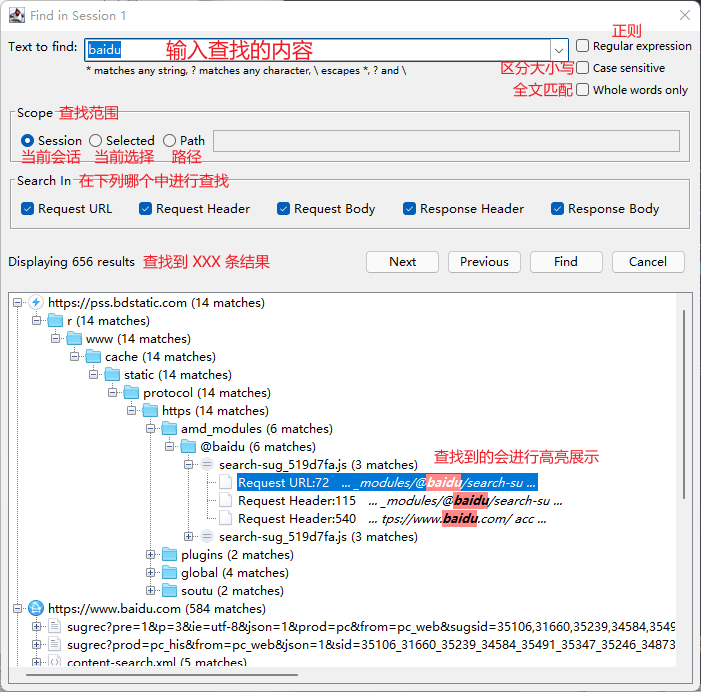 Find in Session 1
正则
Text to find: baidu 输入查找的内容 Regular expression
* matches any string, ? matches any character, \ escapes *, ? and \ 区分大小写 Case sensitive
全文匹配 Whole words only
Scope 查找范围
Session Selected Path
当前会话 当前选择 路径
Search In 在下列哪个中进行查找
Request URL Request Header Request Body Response Header Response Body
Displaying 656 results 查找到 XXX 条结果 Next Previous Find Cancel
https://pss.bdstatic.com (14 matches)
r (14 matches)
www (14 matches)
cache (14 matches)
static (14 matches)
protocol (14 matches)
https (14 matches)
amd_modules (6 matches)
@baidu (6 matches)
查找到的会进行高亮展示
search-sug_519d7fa.js (3 matches)
Request URL:72 ... _modules/@baidu/search-su ...
Request Header:115 ... _modules/@baidu/search-su ...
Request Header:540 ... tps://www.baidu.com/ acc ...
search-sug_519d7fa.js (3 matches)
plugins (2 matches)
global (4 matches)
soutu (2 matches)
https://www.baidu.com (584 matches)
sugrec?pre=1&p=3&ie=utf-8&json=1&prod=pc&from=pc_web&sugsid=35106,31660,35239,34584,3549
sugrec?prod=pc_his&from=pc_web&json=1&sid=35106_31660_35239_34584_35491_35347_35246_34873
content-search.xml (5 matches)